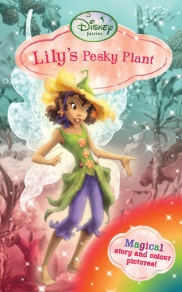 Disney
fairies
Lily's Pesky Plant
Magical
story and colour
pictures!